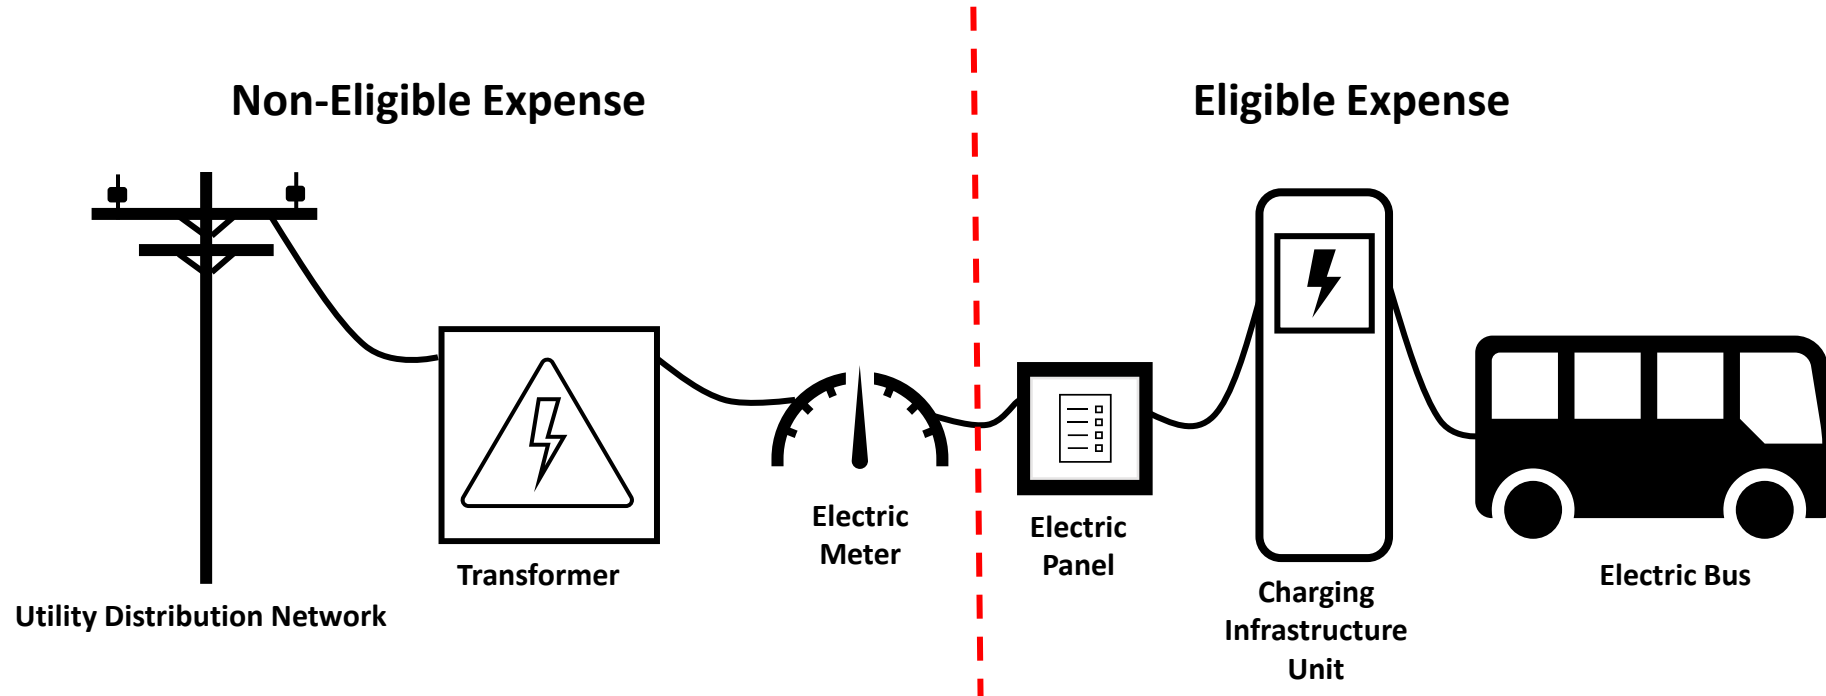 Non-Eligible Expense
Eligible Expense
Utility Distribution Network
Transformer
Electric
Meter
Electric
Panel
Charging
Infrastructure
Unit
Electric Bus